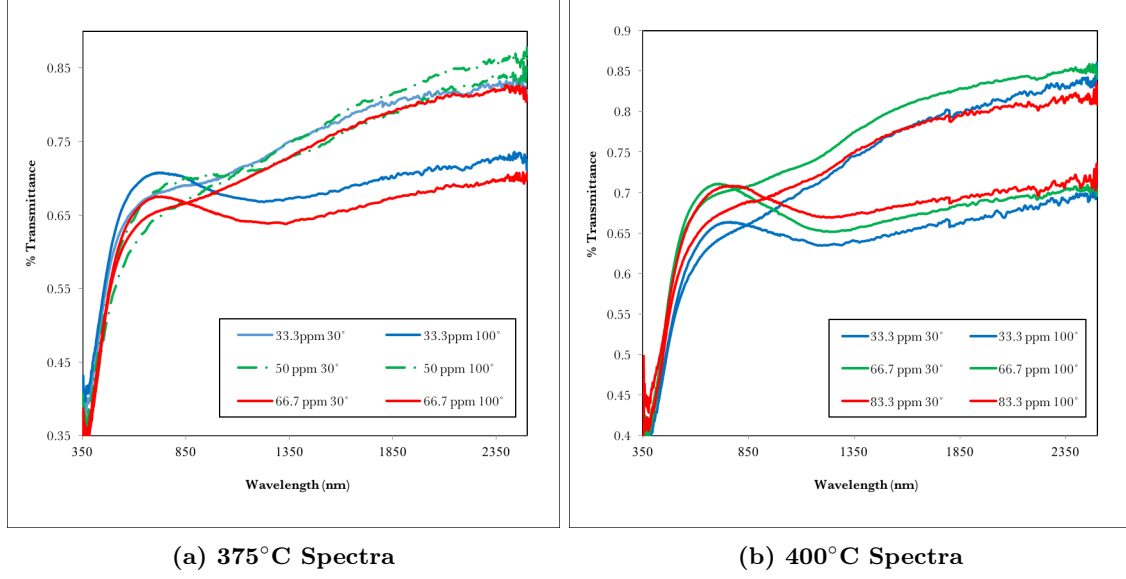 0.85
0.75
0.65
0.55
0.45
0.35
% Transmittance
350
850
1350
1850
2350
Wavelength (nm)
33.3ppm 30°
33.3ppm 100°
50 ppm 30°
50 ppm 100°
66.7 ppm 30°
66.7 ppm 100°
(a) 375°C Spectra
0.9
0.85
0.8
0.75
0.7
0.65
0.6
0.55
0.5
0.45
0.4
% Transmittance
350
850
1350
1850
2350
Wavelength (nm)
33.3 ppm 30°
33.3 ppm 100°
66.7 ppm 30°
66.7 ppm 100°
83.3 ppm 30°
83.3 ppm 100°
(b) 400°C Spectra